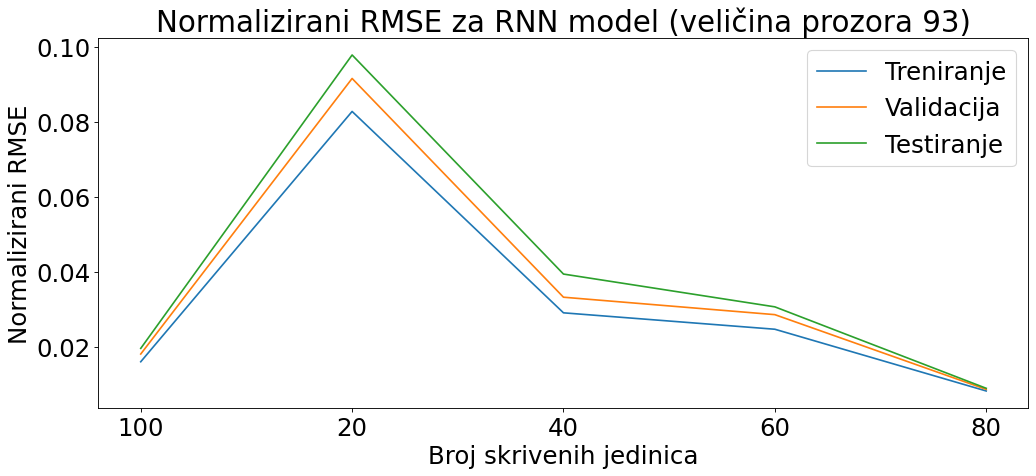 Normalizirani RMSE za RNN model (veličina prozora 93)
Normalizirani RMSE
0.10
0.08
0.06
0.04
0.02
Treniranje
Validacija
Testiranje
100 20 40 60 80
Broj skrivenih jedinica